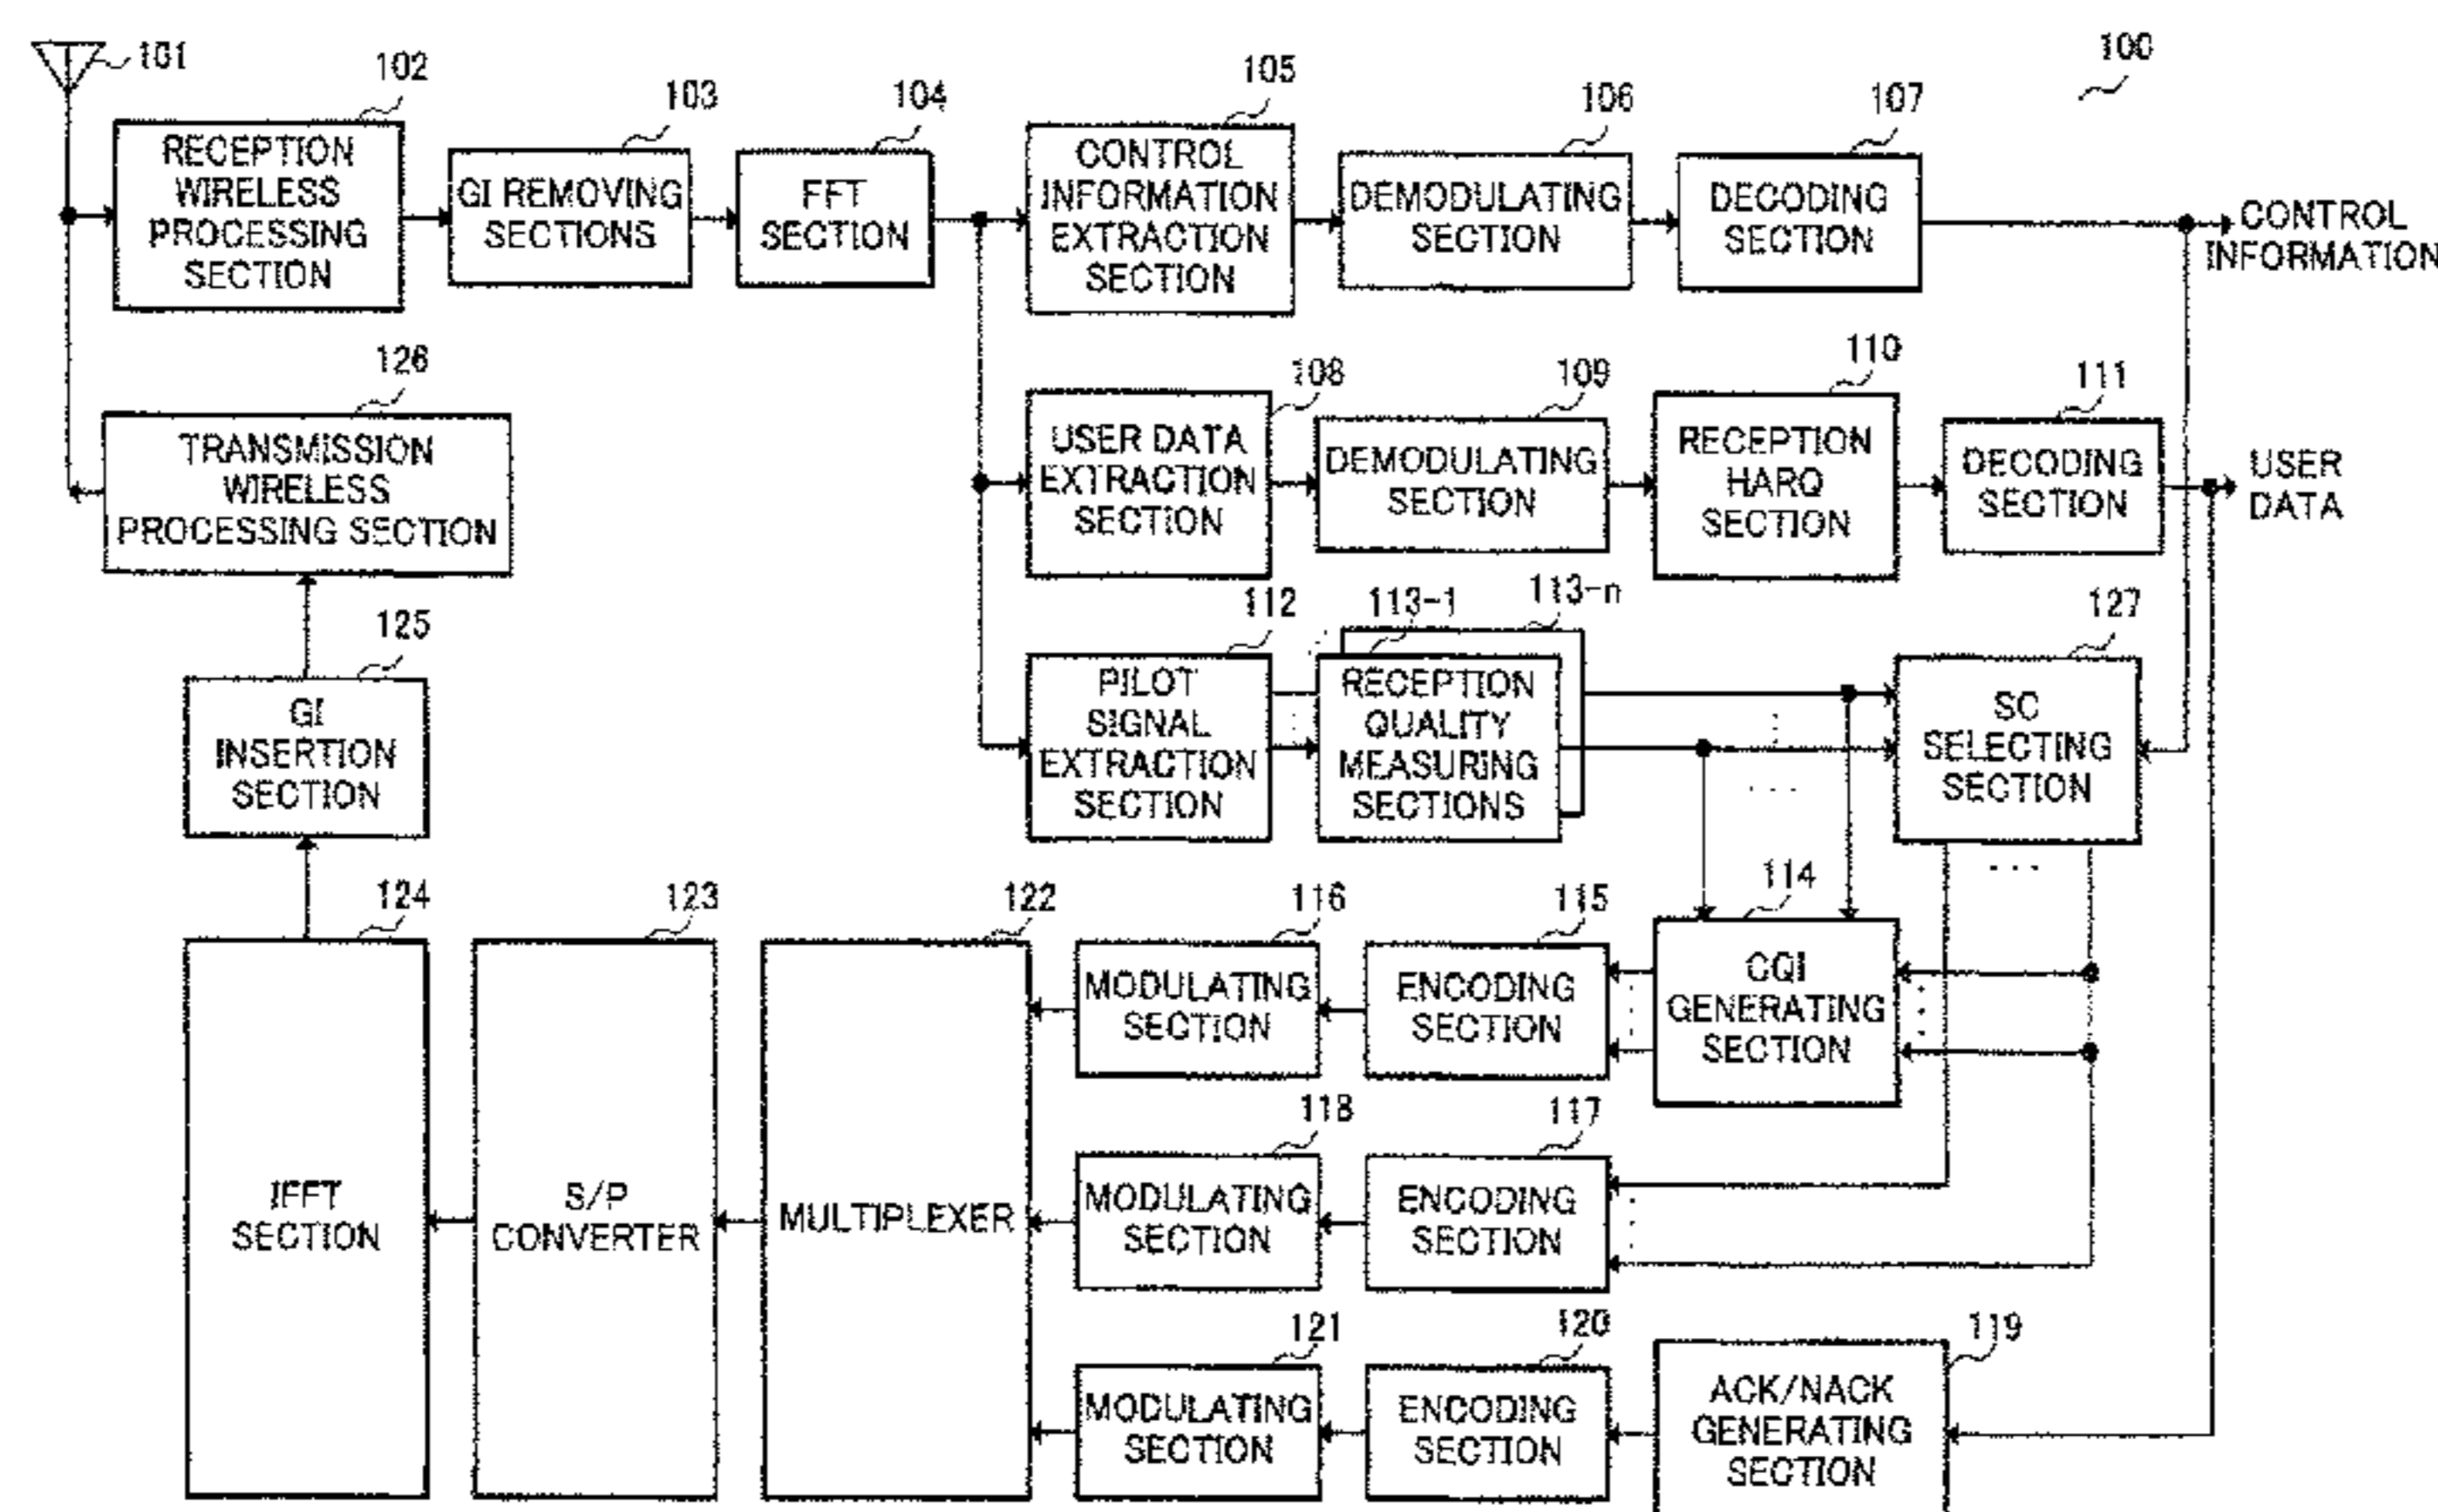 100
101
102
RECEPTION
WIRELESS
PROCESSING
SECTION
103
GI REMOVING
SECTIONS
104
FFT
SECTION
105
CONTROL
INFORMATION
EXTRACTION
SECTION
106
DEMODULATING
SECTION
107
DECODING
SECTION
CONTROL
INFORMATION
126
TRANSMISSION
WIRELESS
PROCESSING SECTION
108
USER DATA
EXTRACTION
SECTION
109
DEMODULATING
SECTION
110
RECEPTION
HARQ
SECTION
111
DECODING
SECTION
USER
DATA
125
GI
INSERTION
SECTION
112
PILOT
SIGNAL
EXTRACTION
SECTION
113-1
113-n
RECEPTION
QUALITY
MEASURING
SECTIONS
127
SC
SELECTING
SECTION
124
IFFT
SECTION
123
S/P
CONVERTER
122
MULTIPLEXER
116
MODULATING
SECTION
115
ENCODING
SECTION
114
CQI
GENERATING
SECTION
118
MODULATING
SECTION
117
ENCODING
SECTION
121
MODULATING
SECTION
120
ENCODING
SECTION
119
ACK/NACK
GENERATING
SECTION